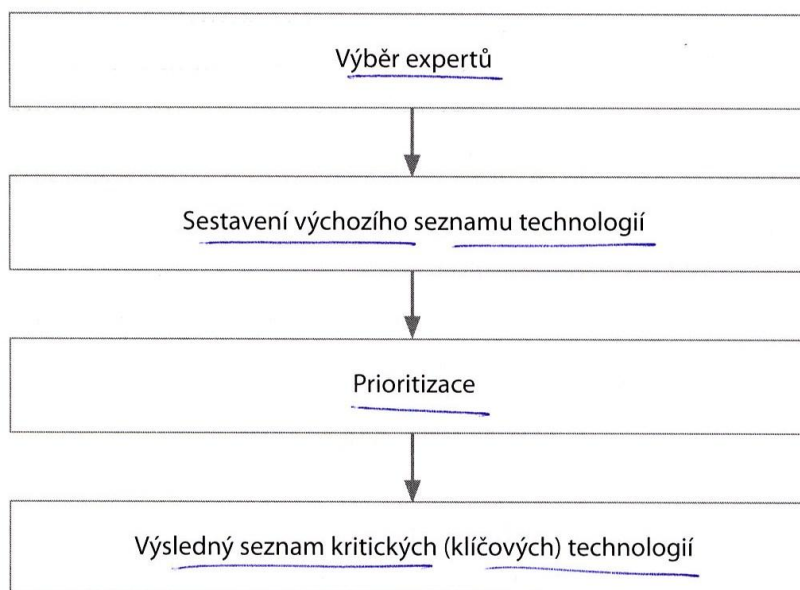 Výběr expertů
Sestavení výchozího seznamu technologií
Prioritizace
Výsledný seznam kritických (klíčových) technologií